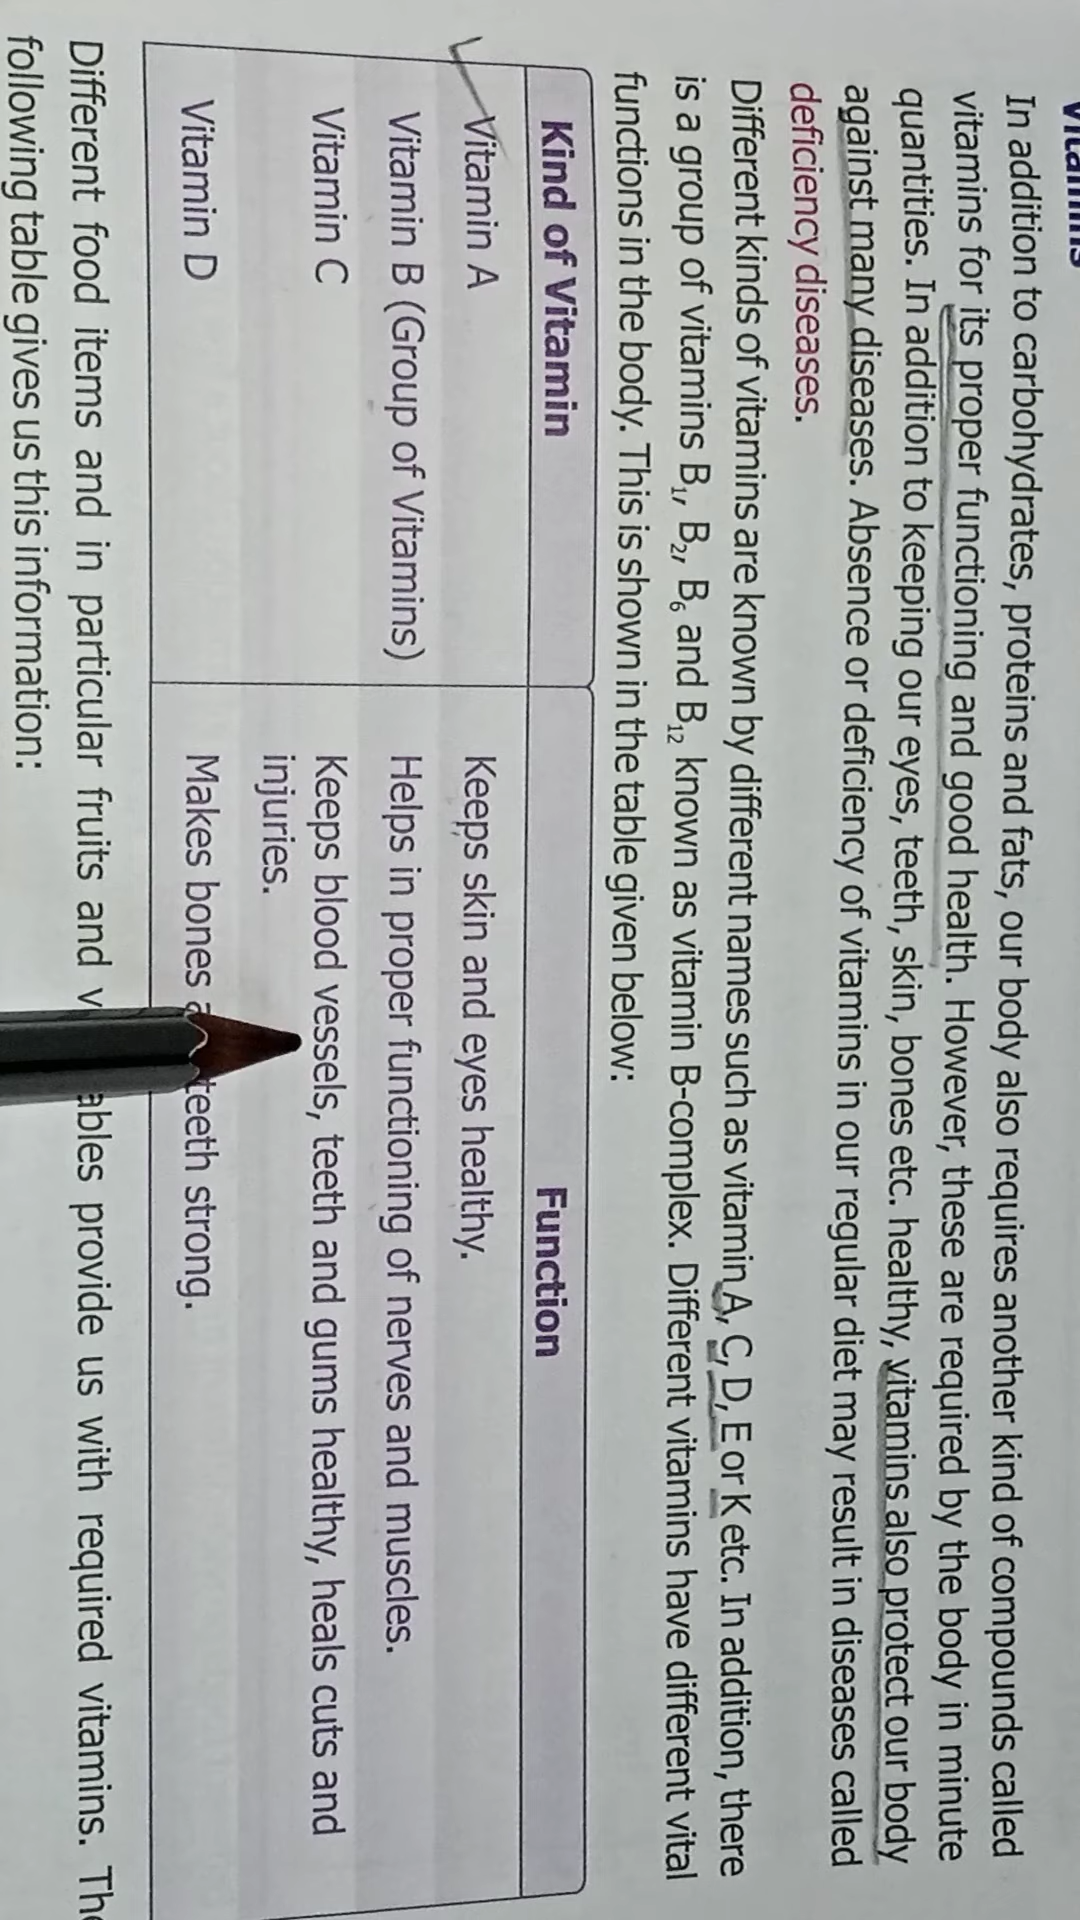 Vitamins
In addition to carbohydrates, proteins and fats, our body also requires another kind of compounds called
vitamins for its proper functioning and good health. However, these are required by the body in minute
quantities. In addition to keeping our eyes, teeth, skin, bones etc. healthy, vitamins also protect our body
against many diseases. Absence or deficiency of vitamins in our regular diet may result in diseases called
deficiency diseases.
Different kinds of vitamins are known by different names such as vitamin A, C, D, E or K etc. In addition, there
is a group of vitamins B₁, B₂, B₆ and B₁₂ known as vitamin B-complex. Different vitamins have different vital
functions in the body. This is shown in the table given below:
Kind of Vitamin Function
Vitamin A Keeps skin and eyes healthy.
Vitamin B (Group of Vitamins) Helps in proper functioning of nerves and muscles.
Vitamin C Keeps blood vessels, teeth and gums healthy, heals cuts and
injuries.
Vitamin D Makes bones teeth strong.
Different food items and in particular fruits and provide us with required vitamins. The
following table gives us this information: